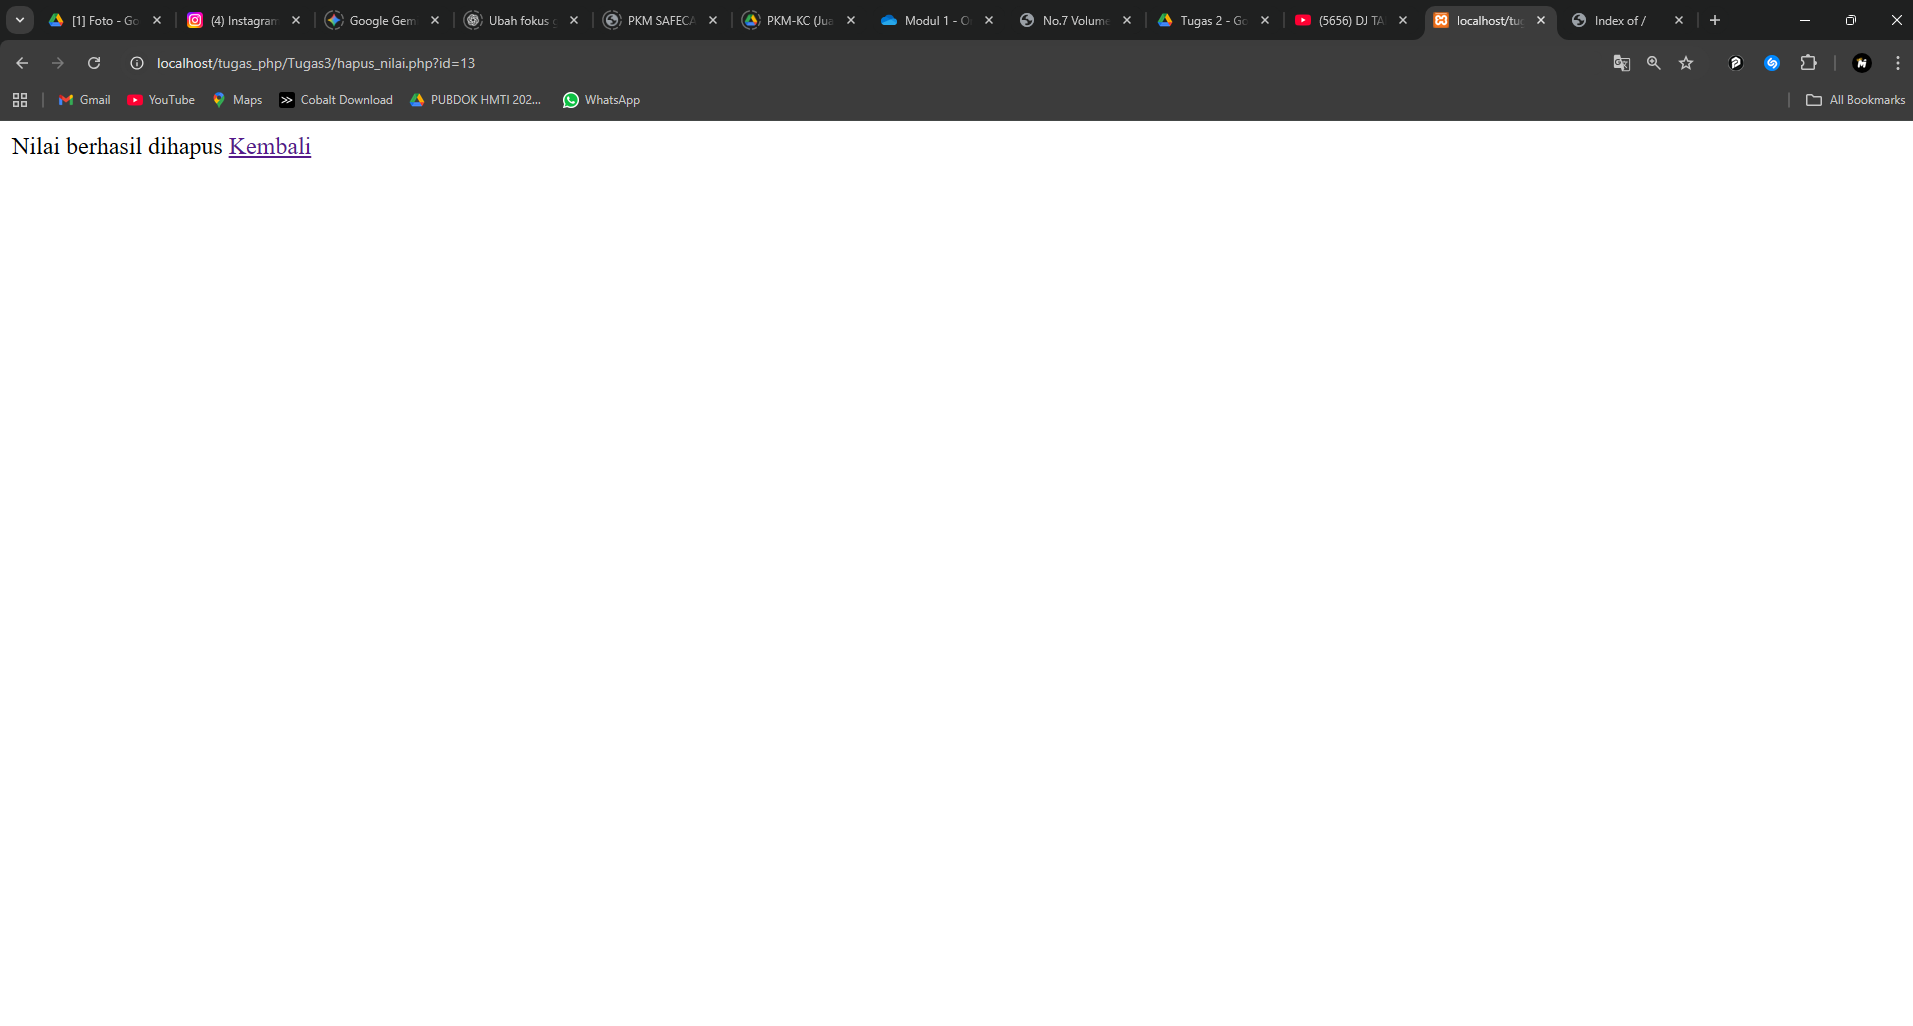 [1] Foto - Go
(4) Instagram
Google Gem
Ubah fokus g
PKM SAFECA
PKM-KC (Jua
Modul 1 - O
No.7 Volume
Tugas 2 - Go
(5656) DJ TA
localhost/tug
Index of /
localhost/tugas_php/Tugas3/hapus_nilai.php?id=13
Gmail
YouTube
Maps
Cobalt Download
PUBDOK HMTI 202...
WhatsApp
All Bookmarks
Nilai berhasil dihapus Kembali